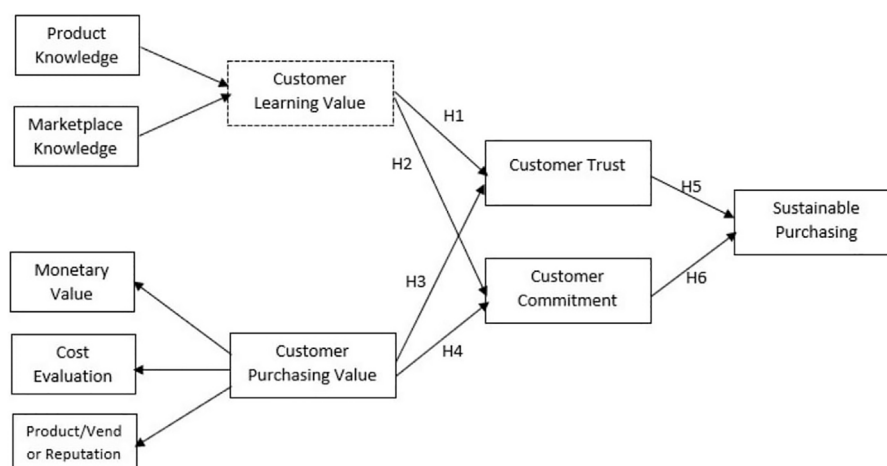 Product
Knowledge
Marketplace
Knowledge
Customer
Learning Value
H1
H2
Customer Trust
H5
Sustainable
Purchasing
Monetary
Value
H3
Customer
Commitment
H6
Cost
Evaluation
Customer
Purchasing Value
H4
Product/Vend
or Reputation